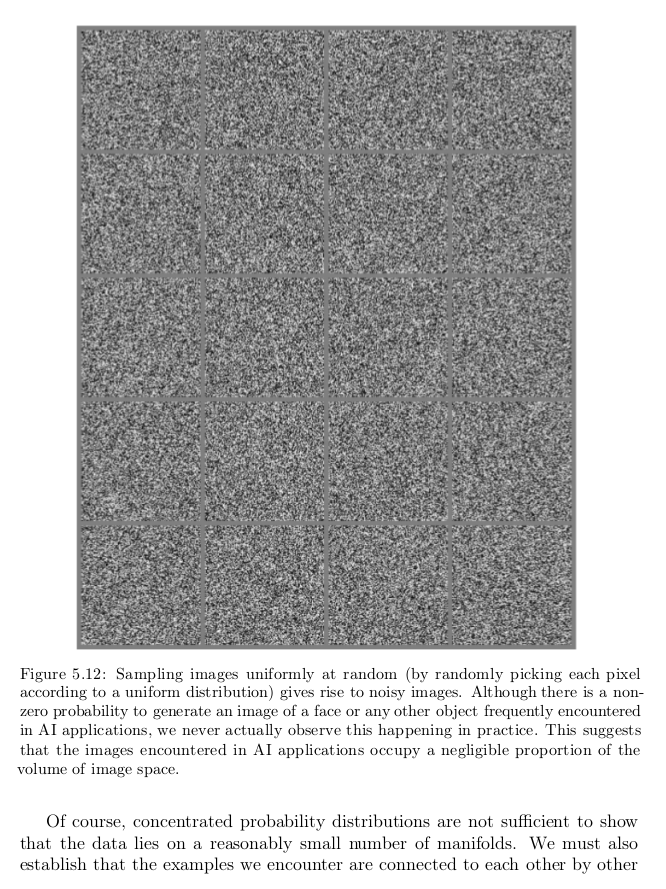 Figure 5.12: Sampling images uniformly at random (by randomly picking each pixel
according to a uniform distribution) gives rise to noisy images. Although there is a non-
zero probability to generate an image of a face or any other object frequently encountered
in AI applications, we never actually observe this happening in practice. This suggests
that the images encountered in AI applications occupy a negligible proportion of the
volume of image space.
Of course, concentrated probability distributions are not sufficient to show
that the data lies on a reasonably small number of manifolds. We must also
establish that the examples we encounter are connected to each other by other